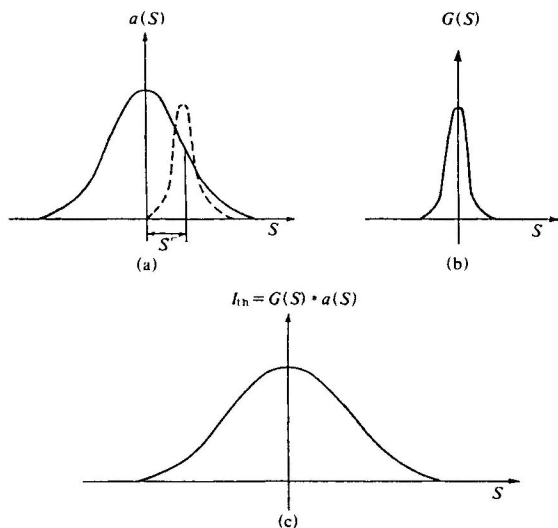 a(S)
G(S)
S
S
S'
(a)
(b)
I_th = G(S) * a(S)
S
(c)